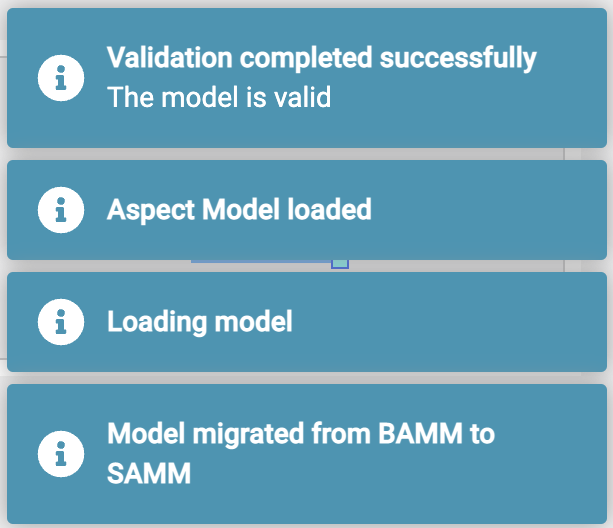 Validation completed successfully
The model is valid
Aspect Model loaded
Loading model
Model migrated from BAMM to
SAMM